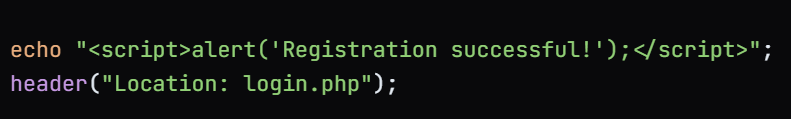 echo "<script>alert('Registration successful!');</script>";
header("Location: login.php");